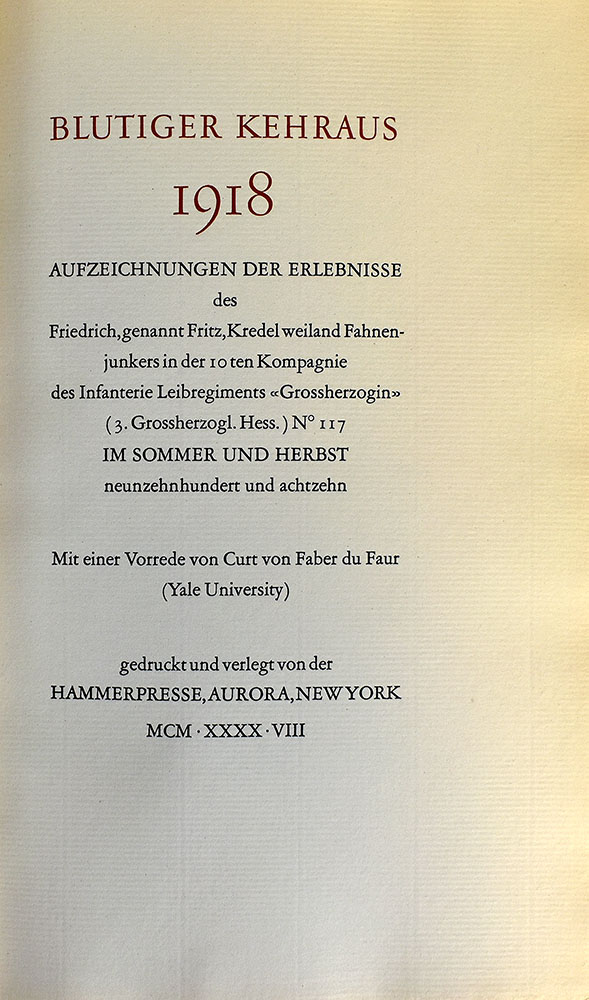 BLUTIGER KEHRAUS
1918
AUFZEICHNUNGEN DER ERLEBNISSE
des
Friedrich, genannt Fritz, Kredel weiland Fahnen-
junkers in der 10 ten Kompagnie
des Infanterie Leibregiments «Grossherzogin»
(3. Grossherzogl. Hess.) N° 117
IM SOMMER UND HERBST
neunzehnhundert und achtzehn
Mit einer Vorrede von Curt von Faber du Faur
(Yale University)
gedruckt und verlegt von der
HAMMERPRESSE, AURORA, NEW YORK
MCM · XXXX · VIII